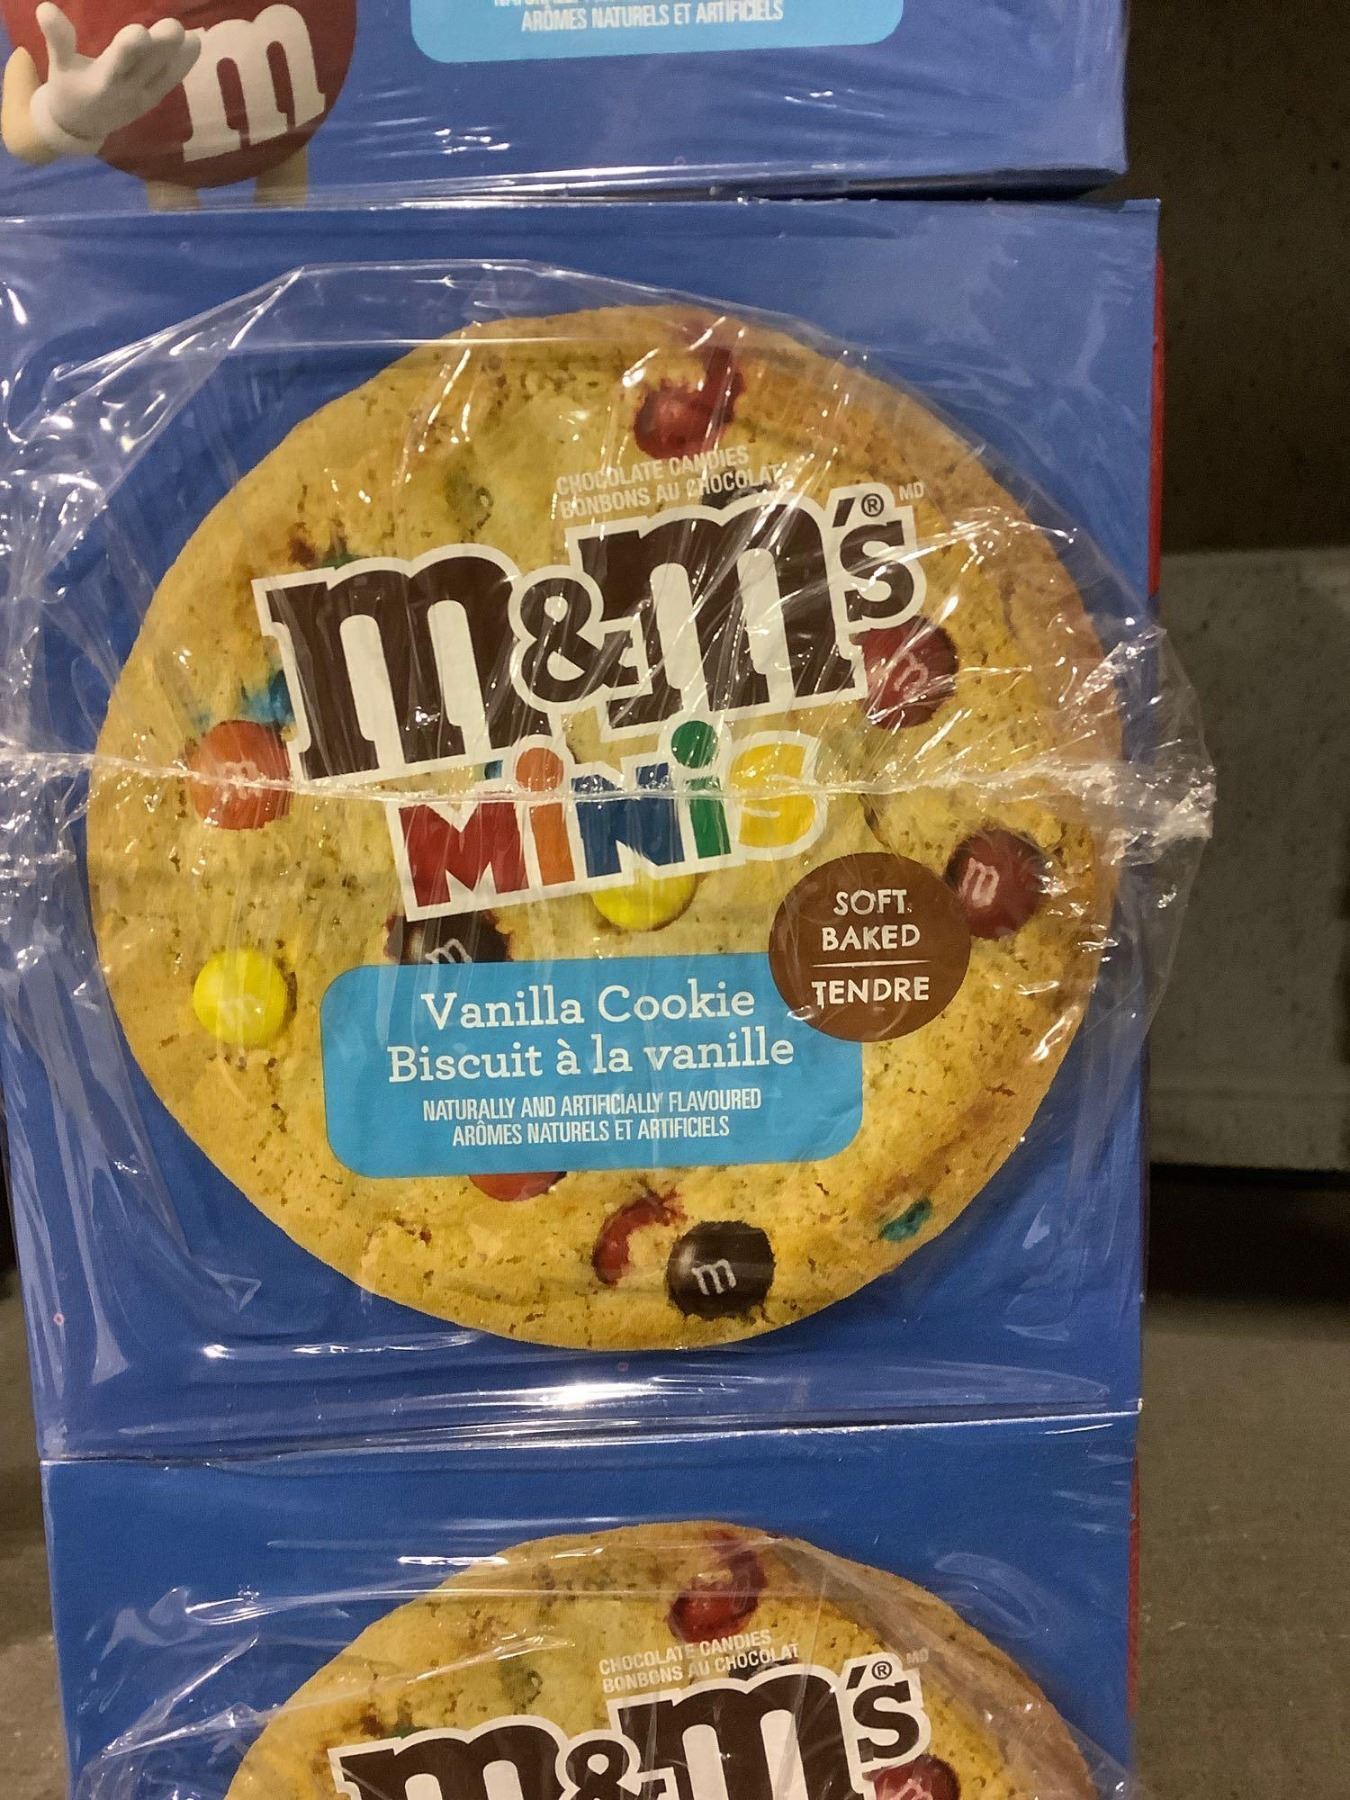 ARÔMES NATURELS ET ARTIFICIELS
m
CHOCOLATE CANDIES
BONBONS AU CHOCOLAT
m&m's® MD
MINIS
SOFT
BAKED
TENDRE
Vanilla Cookie
Biscuit à la vanille
NATURALLY AND ARTIFICIALLY FLAVOURED
ARÔMES NATURELS ET ARTIFICIELS
CHOCOLATE CANDIES
BONBONS AU CHOCOLAT
m&m's® MD